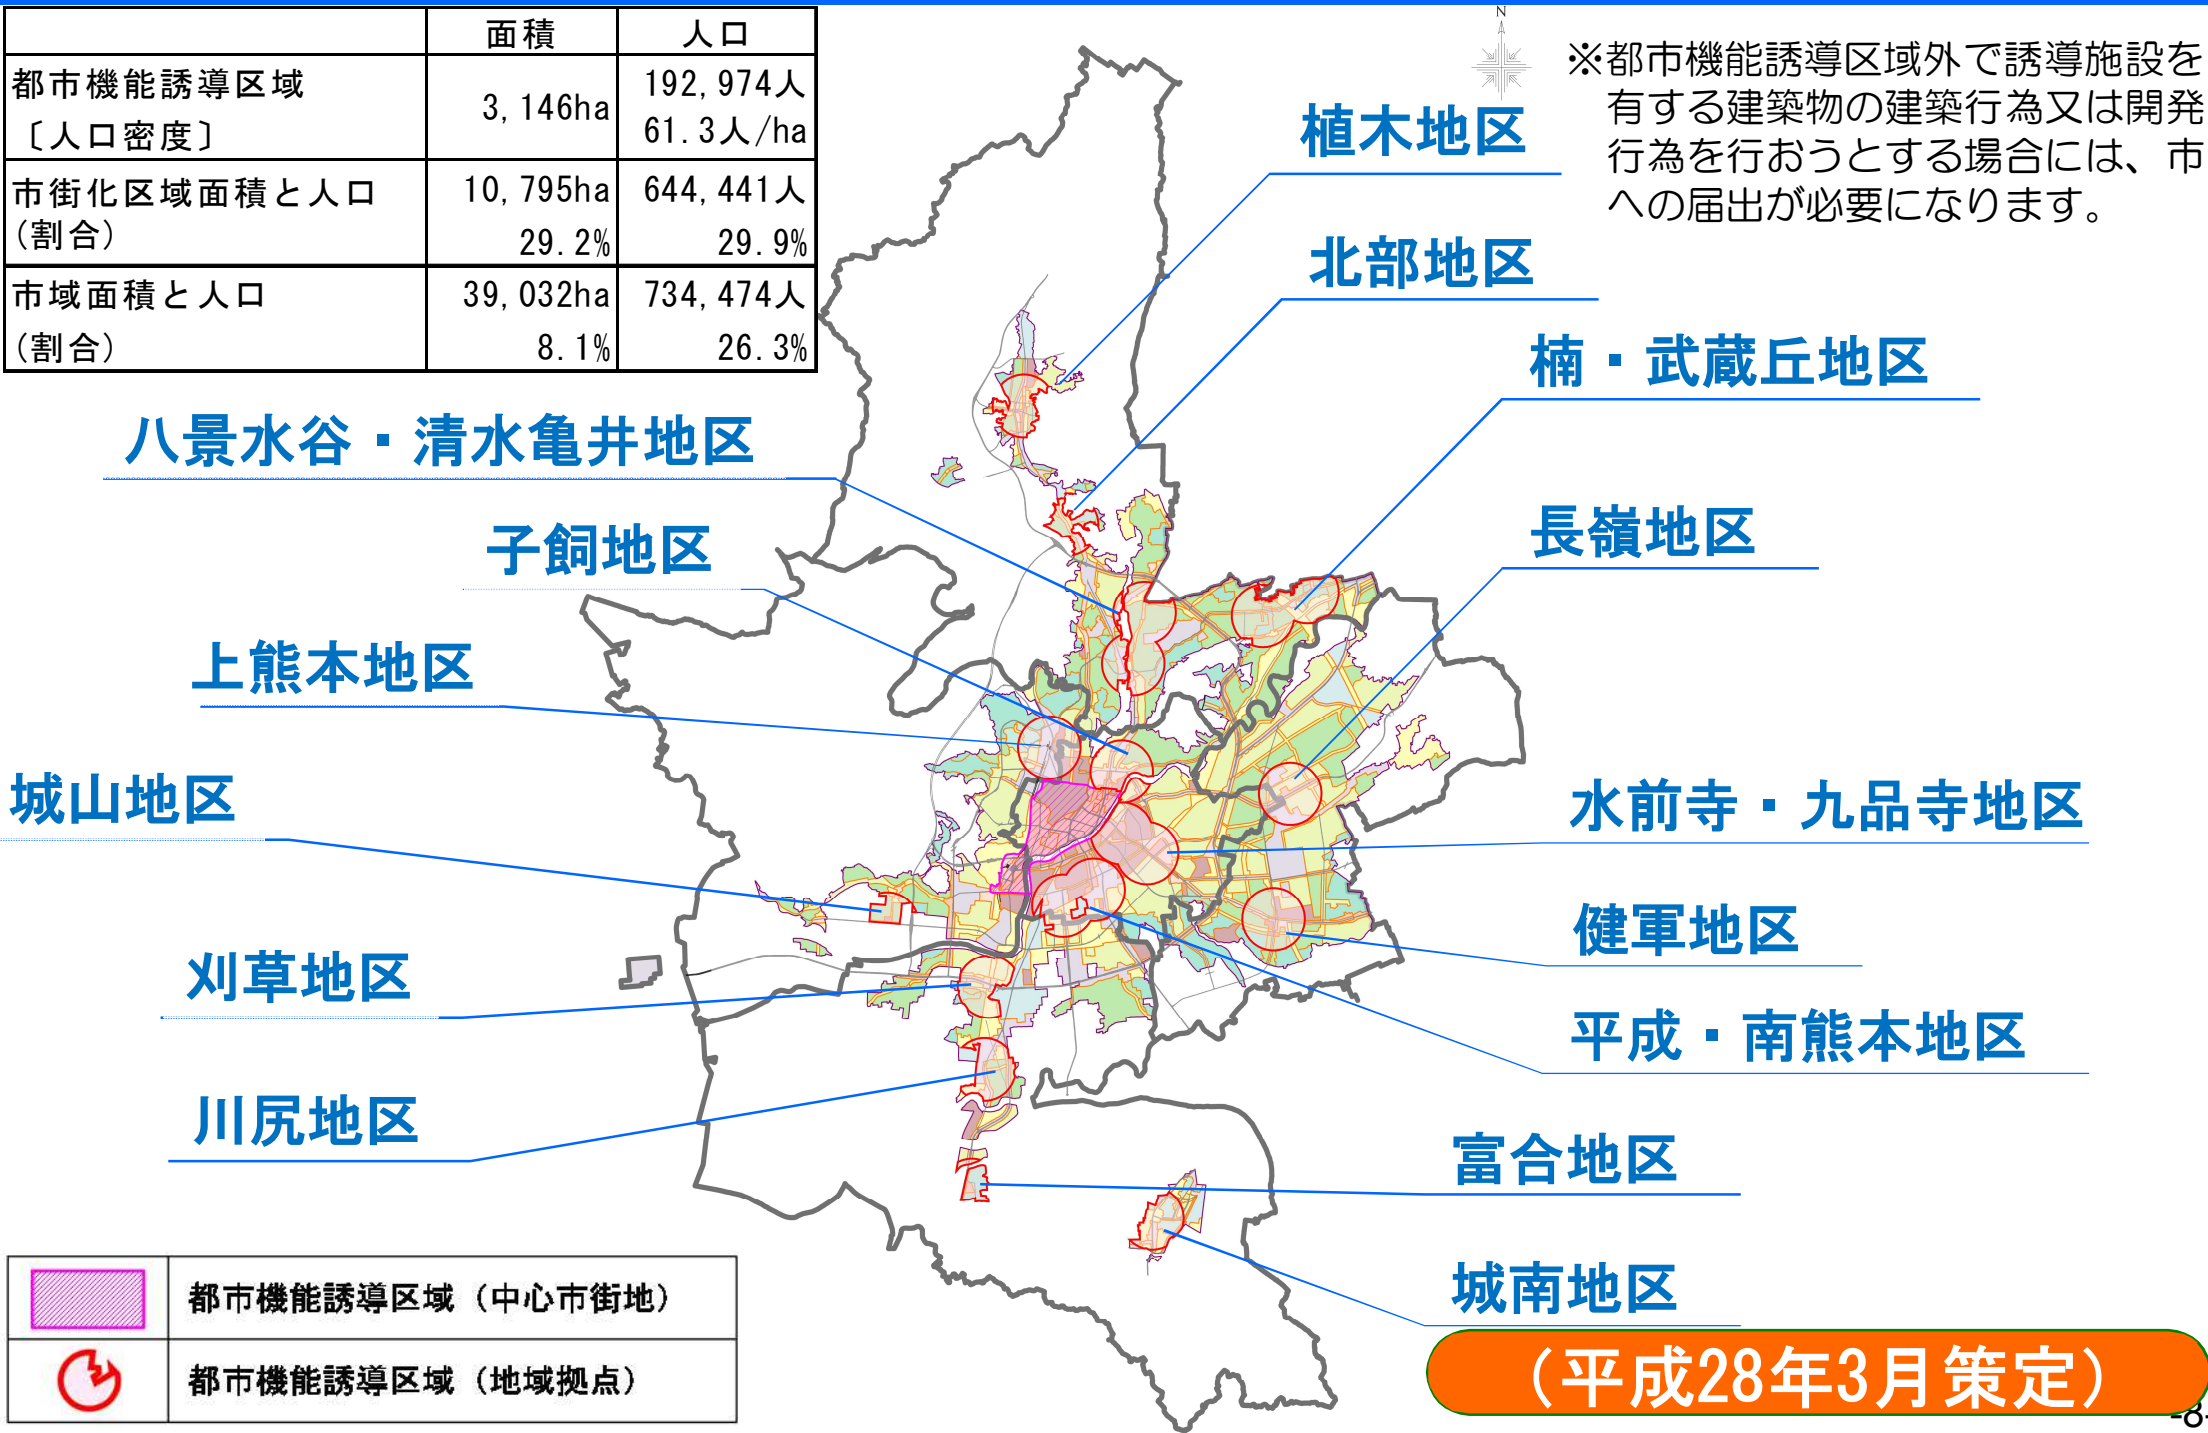 面積 人口
都市機能誘導区域 3,146ha 192,974人
〔人口密度〕 61.3人/ha
市街化区域面積と人口 10,795ha 644,441人
(割合) 29.2% 29.9%
市域面積と人口 39,032ha 734,474人
(割合) 8.1% 26.3%
N
※都市機能誘導区域外で誘導施設を
有する建築物の建築行為又は開発
行為を行おうとする場合には、市
への届出が必要になります。
植木地区
北部地区
楠・武蔵丘地区
八景水谷・清水亀井地区
長嶺地区
子飼地区
上熊本地区
城山地区
水前寺・九品寺地区
健軍地区
刈草地区
平成・南熊本地区
川尻地区
富合地区
城南地区
都市機能誘導区域（中心市街地）
都市機能誘導区域（地域拠点）
（平成28年3月策定）
-8-